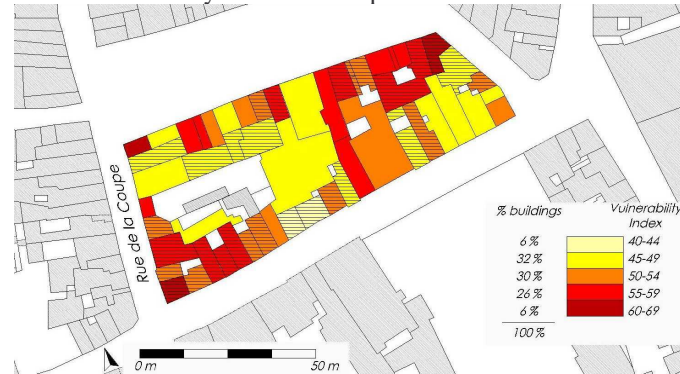 Rue de la Coupe
% buildings Vulnerability Index
6 % 40-44
32 % 45-49
30 % 50-54
26 % 55-59
6 % 60-69
100 %
0 m 50 m